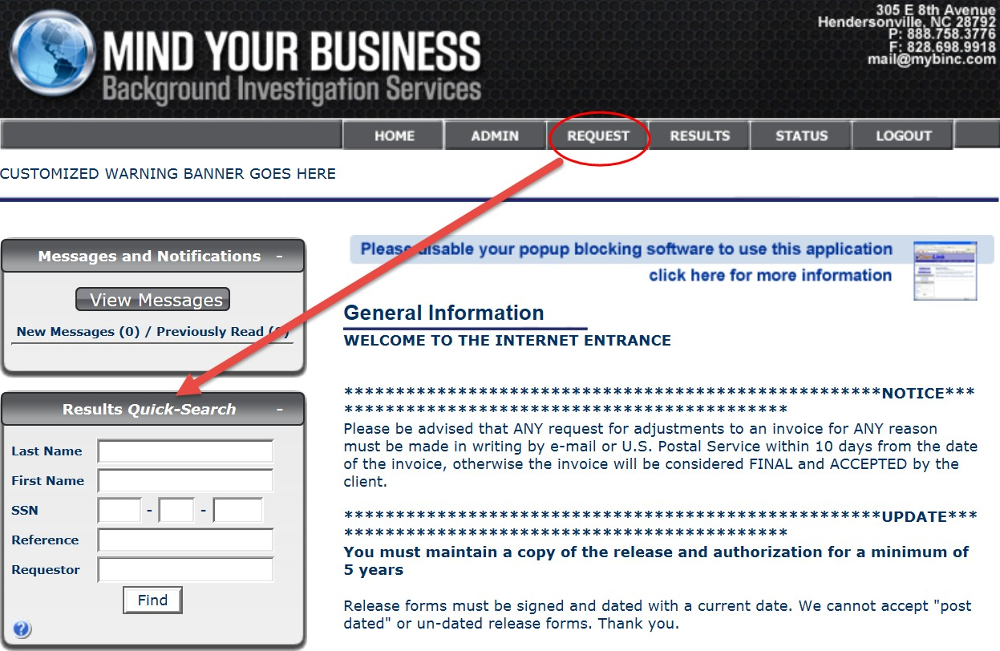 MIND YOUR BUSINESS
Background Investigation Services
305 E 8th Avenue
Hendersonville, NC 28792
P: 888.758.3776
F: 828.698.9918
mail@mybinc.com
HOME ADMIN REQUEST RESULTS STATUS LOGOUT
CUSTOMIZED WARNING BANNER GOES HERE
Messages and Notifications -
View Messages
New Messages (0) / Previously Read (0)
Results Quick-Search -
Last Name
First Name
SSN - -
Reference
Requestor
Find
?
Please disable your popup blocking software to use this application
click here for more information
General Information
WELCOME TO THE INTERNET ENTRANCE
****************************************************NOTICE***
*******************************************
Please be advised that ANY request for adjustments to an invoice for ANY reason
must be made in writing by e-mail or U.S. Postal Service within 10 days from the date
of the invoice, otherwise the invoice will be considered FINAL and ACCEPTED by the
client.
****************************************************UPDATE***
*******************************************
You must maintain a copy of the release and authorization for a minimum of
5 years
Release forms must be signed and dated with a current date. We cannot accept "post
dated" or un-dated release forms. Thank you.